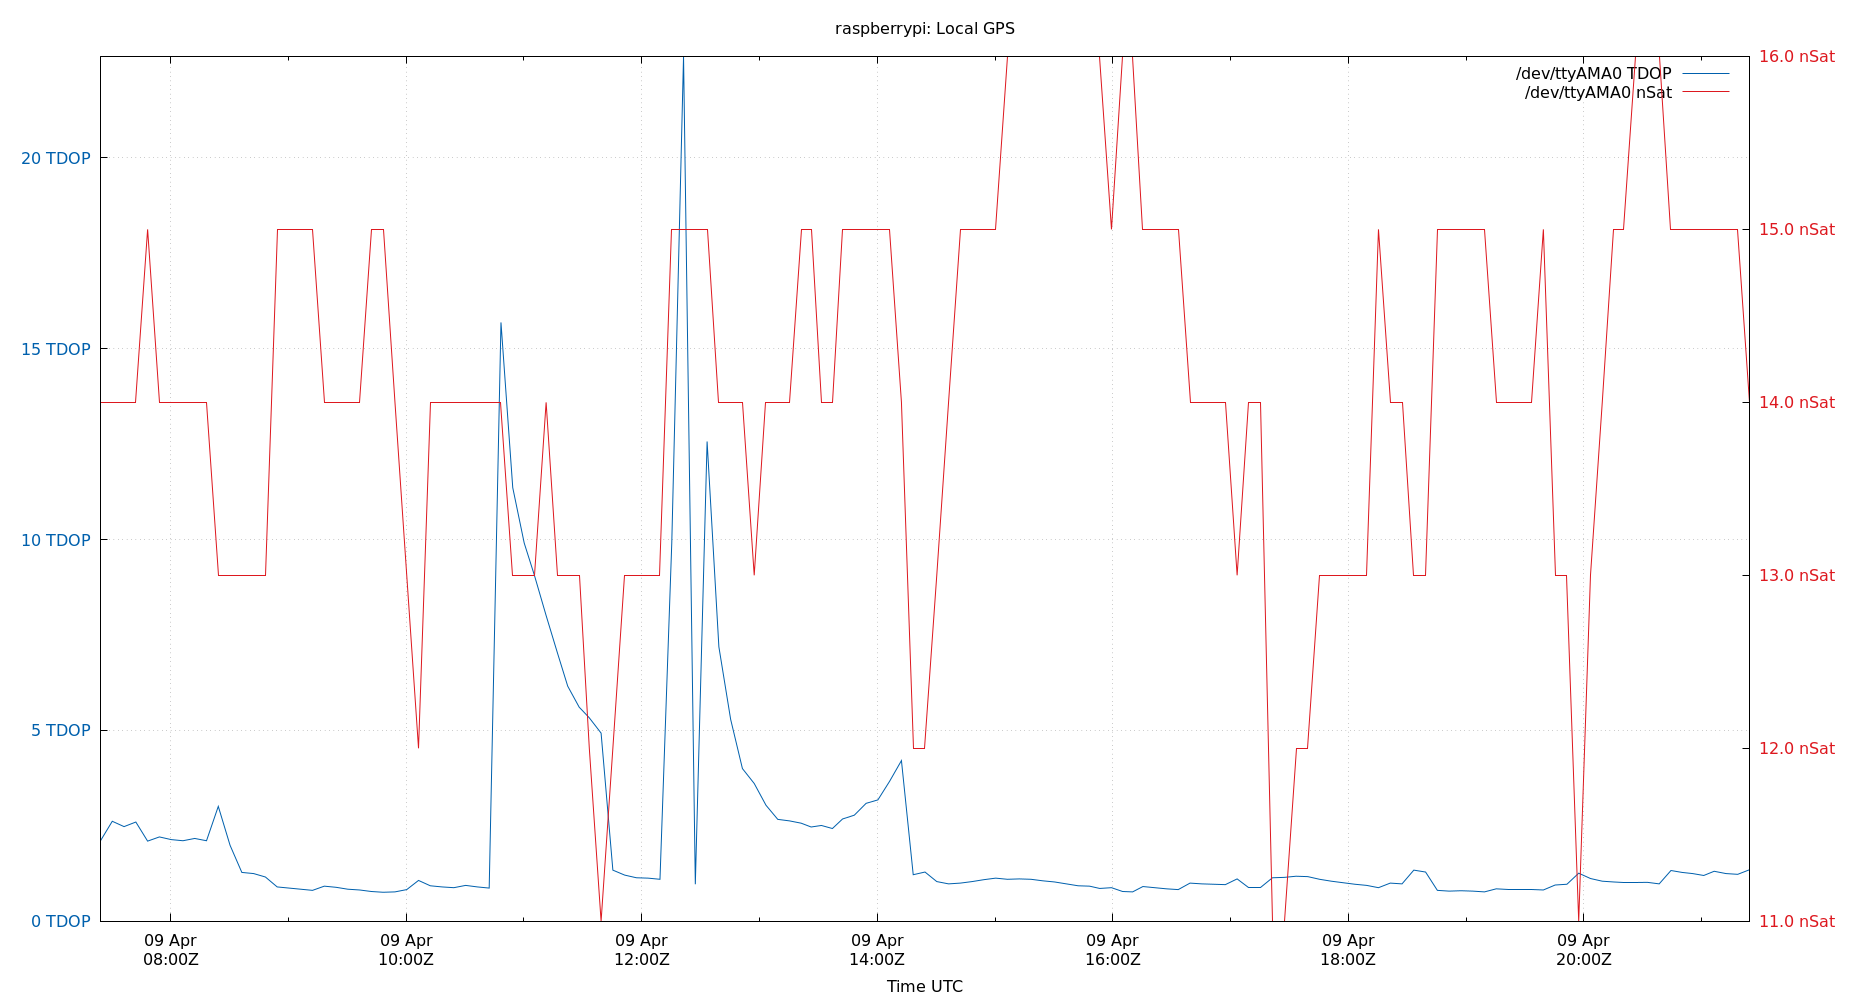 raspberrypi: Local GPS
/dev/ttyAMA0 TDOP
/dev/ttyAMA0 nSat
20 TDOP
15 TDOP
10 TDOP
5 TDOP
0 TDOP
16.0 nSat
15.0 nSat
14.0 nSat
13.0 nSat
12.0 nSat
11.0 nSat
09 Apr
08:00Z
09 Apr
10:00Z
09 Apr
12:00Z
09 Apr
14:00Z
09 Apr
16:00Z
09 Apr
18:00Z
09 Apr
20:00Z
Time UTC